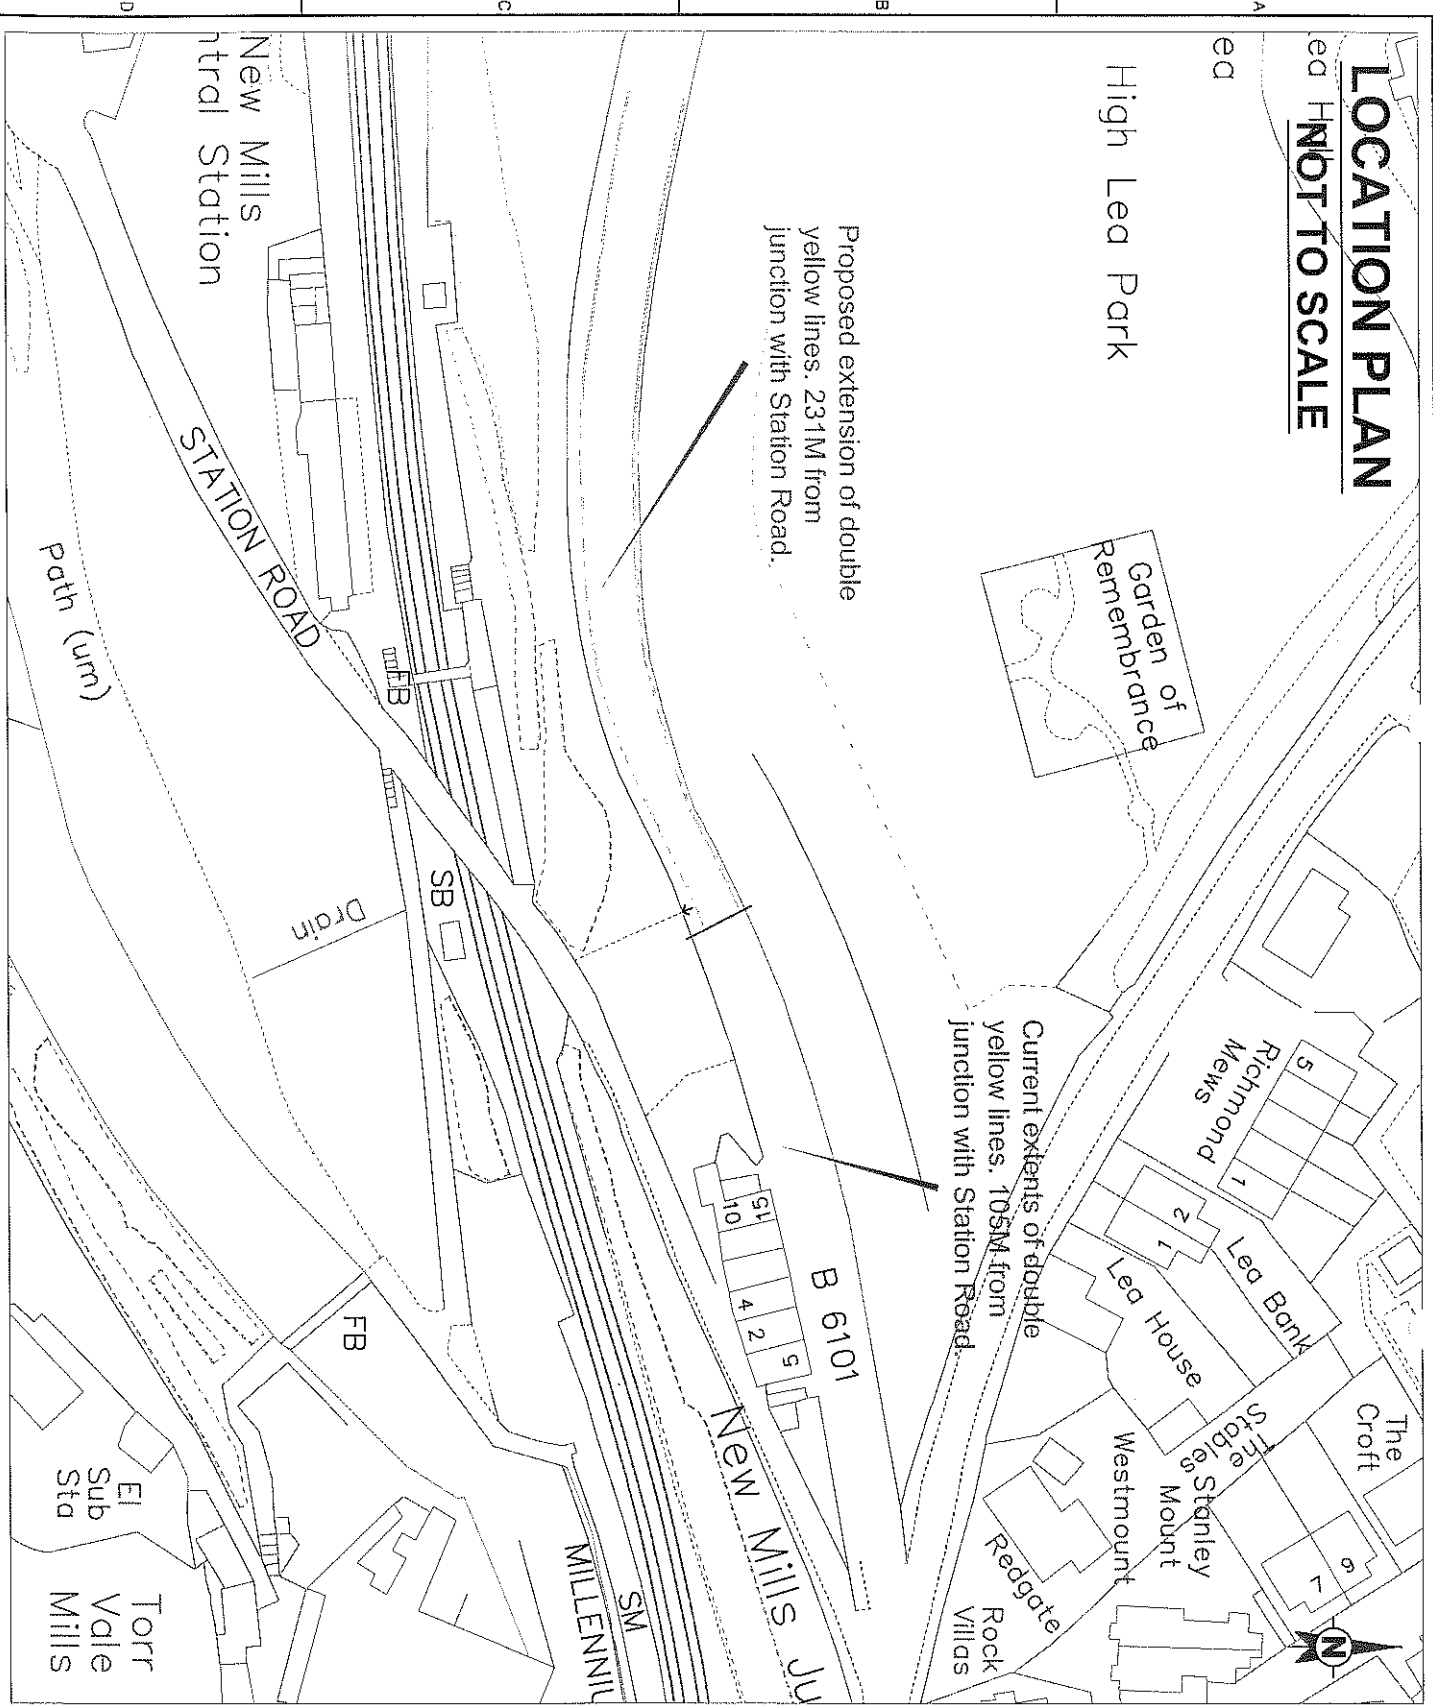 LOCATION PLAN
NOT TO SCALE
ea H
ea
High Lea Park
Garden of
Remembrance
Proposed extension of double
yellow lines. 231M from
junction with Station Road.
Current extents of double
yellow lines. 105M from
junction with Station Road
New Mills
ntral Station
STATION ROAD
Path (um)
FB
SB
Drain
B 6101
15
10
4
2
5
New Mills Ju
SM
MILLENNIU
FB
El
Sub
Sta
Torr
Vale
Mills
5
Richmond
Mews
1
2
1
Lea Bank
Lea House
The
Stables
The
Croft
Stanley
Mount
Westmount
Redgate
Rock
Villas
9
7
N
A
B
C
D